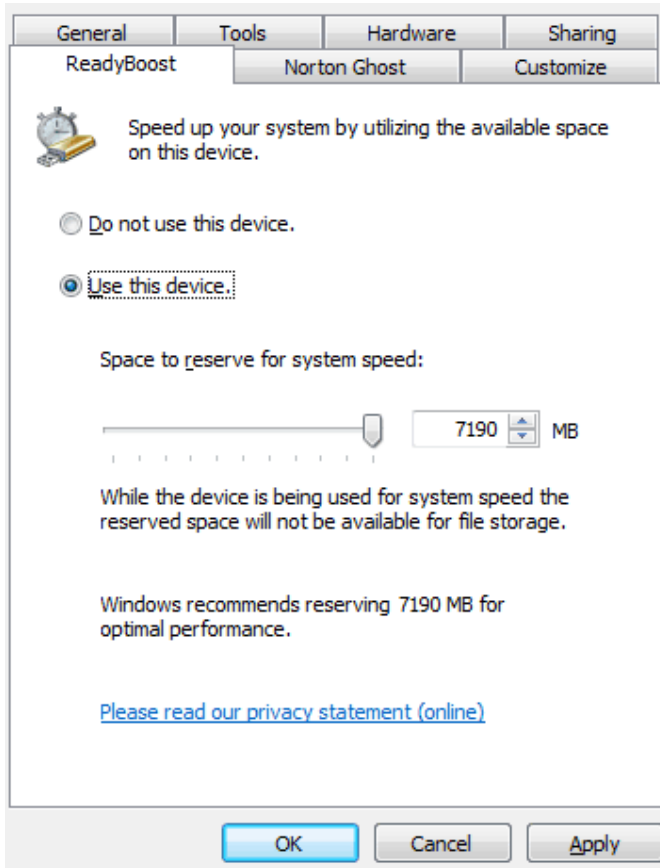 General Tools Hardware Sharing
ReadyBoost Norton Ghost Customize
Speed up your system by utilizing the available space
on this device.
Do not use this device.
Use this device.
Space to reserve for system speed:
7190 MB
While the device is being used for system speed the
reserved space will not be available for file storage.
Windows recommends reserving 7190 MB for
optimal performance.
Please read our privacy statement (online)
OK Cancel Apply